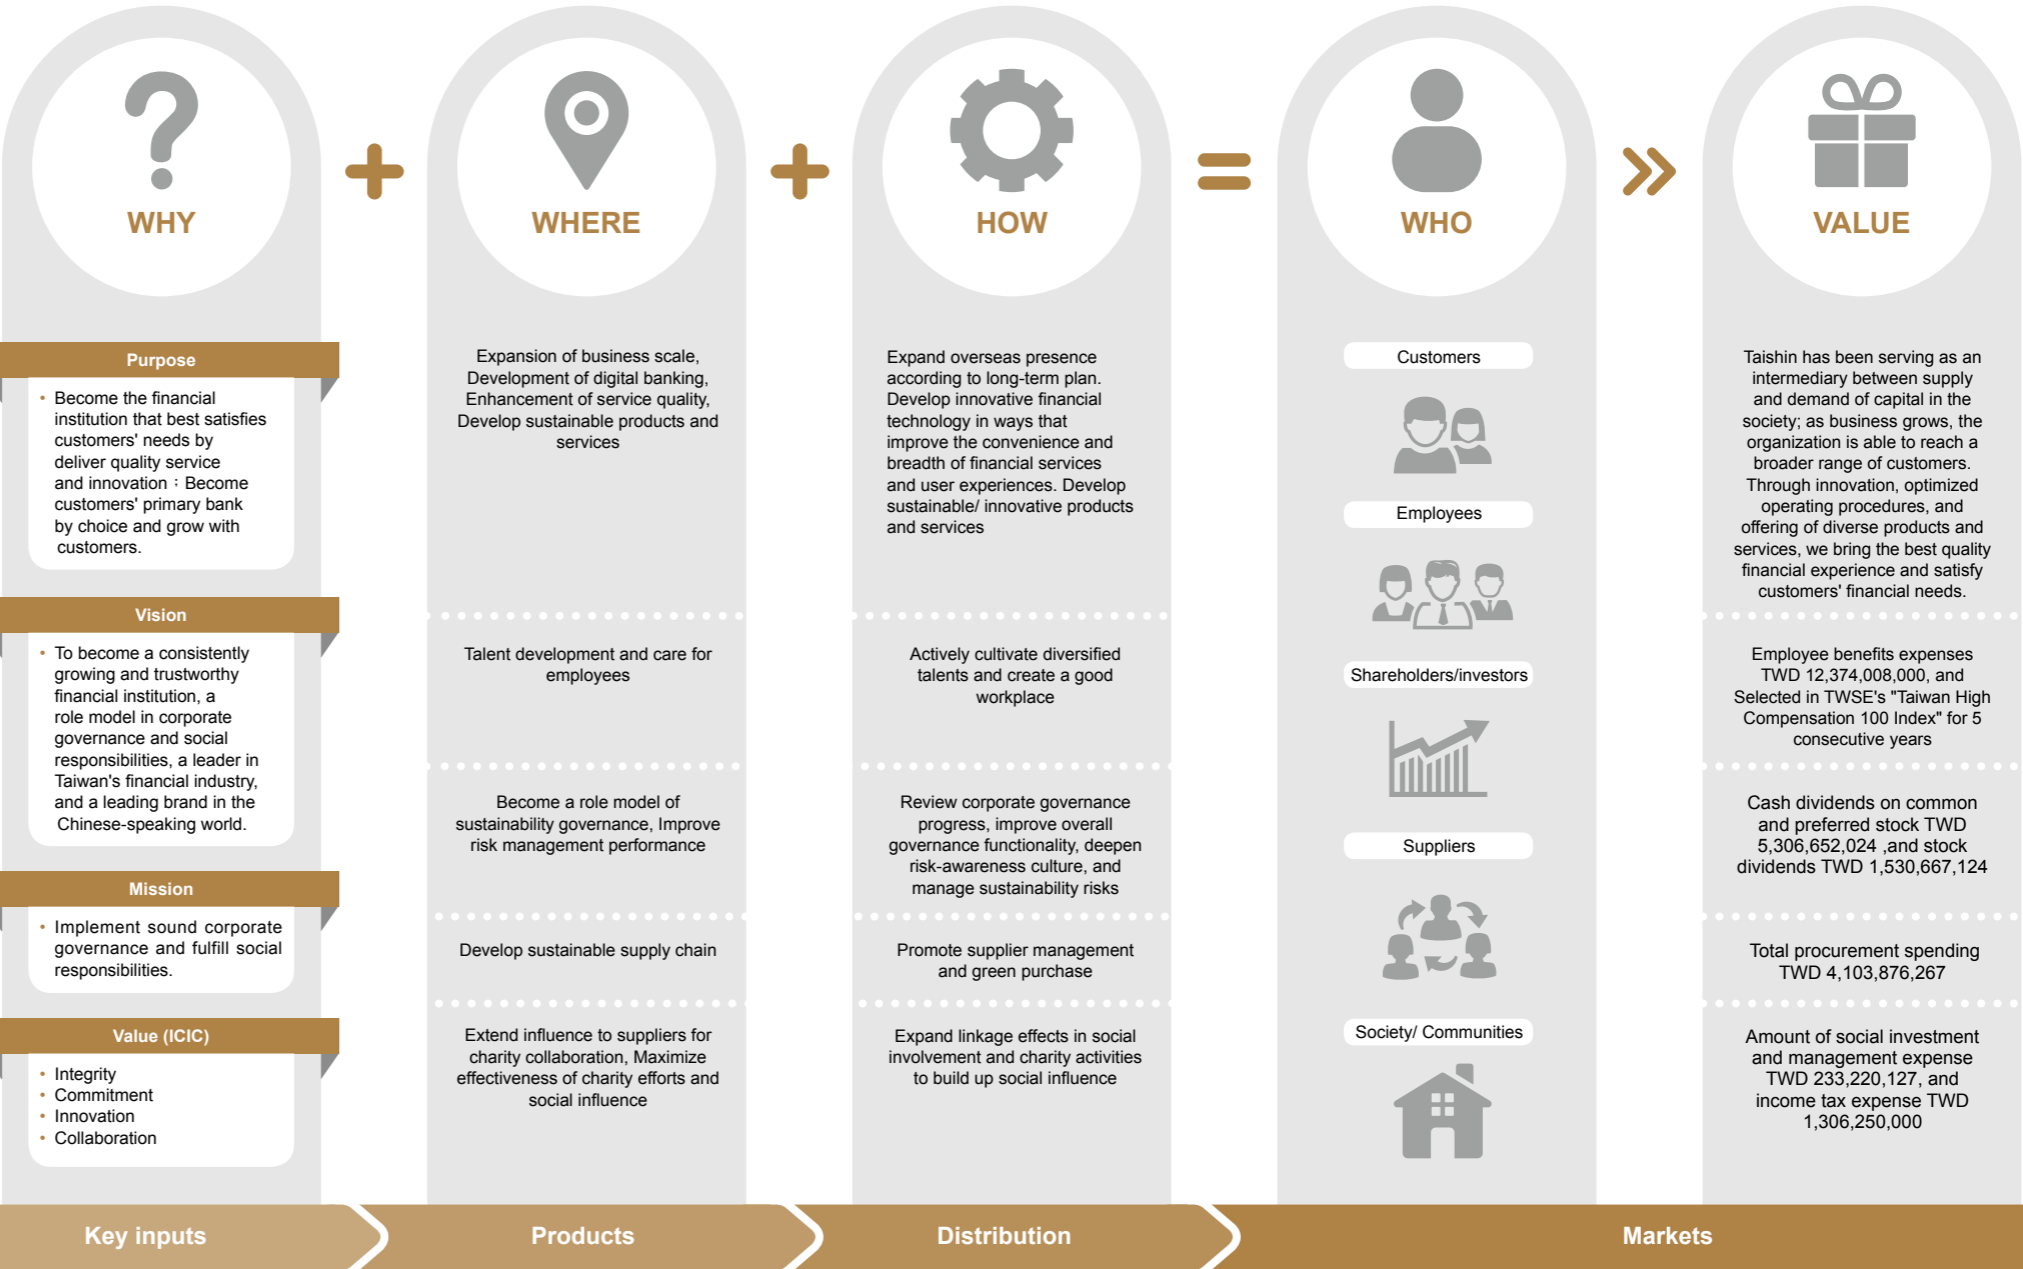 WHY
Purpose
• Become the financial
institution that best satisfies
customers' needs by
deliver quality service
and innovation；Become
customers' primary bank
by choice and grow with
customers.
Vision
• To become a consistently
growing and trustworthy
financial institution, a
role model in corporate
governance and social
responsibilities, a leader in
Taiwan's financial industry,
and a leading brand in the
Chinese-speaking world.
Mission
• Implement sound corporate
governance and fulfill social
responsibilities.
Value (ICIC)
• Integrity
• Commitment
• Innovation
• Collaboration
Key inputs
WHERE
Expansion of business scale,
Development of digital banking,
Enhancement of service quality,
Develop sustainable products and
services
Talent development and care for
employees
Become a role model of
sustainability governance, Improve
risk management performance
Develop sustainable supply chain
Extend influence to suppliers for
charity collaboration, Maximize
effectiveness of charity efforts and
social influence
Products
HOW
Expand overseas presence
according to long-term plan.
Develop innovative financial
technology in ways that
improve the convenience and
breadth of financial services
and user experiences. Develop
sustainable/ innovative products
and services
Actively cultivate diversified
talents and create a good
workplace
Review corporate governance
progress, improve overall
governance functionality, deepen
risk-awareness culture, and
manage sustainability risks
Promote supplier management
and green purchase
Expand linkage effects in social
involvement and charity activities
to build up social influence
Distribution
WHO
Customers
Employees
Shareholders/investors
Suppliers
Society/ Communities
VALUE
Taishin has been serving as an
intermediary between supply
and demand of capital in the
society; as business grows, the
organization is able to reach a
broader range of customers.
Through innovation, optimized
operating procedures, and
offering of diverse products and
services, we bring the best quality
financial experience and satisfy
customers' financial needs.
Employee benefits expenses
TWD 12,374,008,000, and
Selected in TWSE's "Taiwan High
Compensation 100 Index" for 5
consecutive years
Cash dividends on common
and preferred stock TWD
5,306,652,024 ,and stock
dividends TWD 1,530,667,124
Total procurement spending
TWD 4,103,876,267
Amount of social investment
and management expense
TWD 233,220,127, and
income tax expense TWD
1,306,250,000
Markets